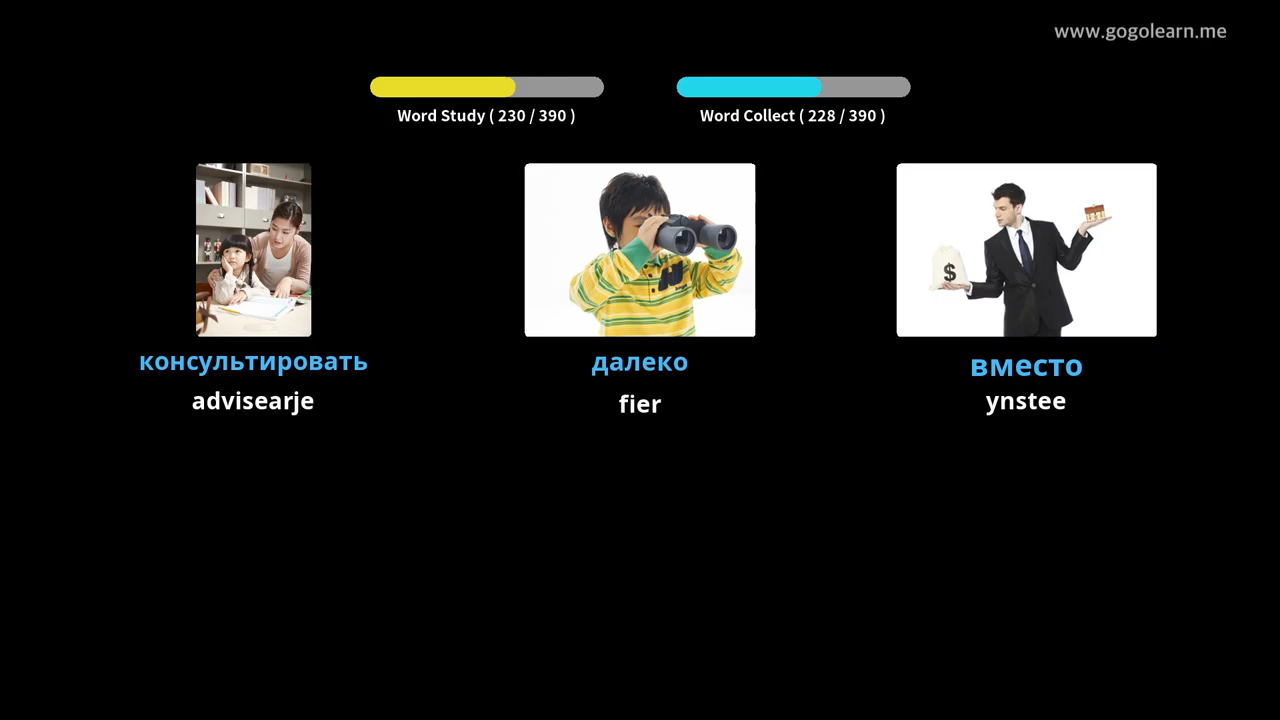 www.gogolearn.me
Word Study ( 230 / 390 )
Word Collect ( 228 / 390 )
$
консультировать
далеко
вместо
advisearje
fier
ynstee